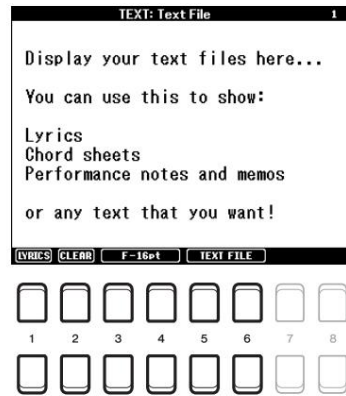 TEXT: Text File 1
Display your text files here...
You can use this to show:
Lyrics
Chord sheets
Performance notes and memos
or any text that you want!
LYRICS CLEAR F-16pt TEXT FILE
1 2 3 4 5 6 7 8